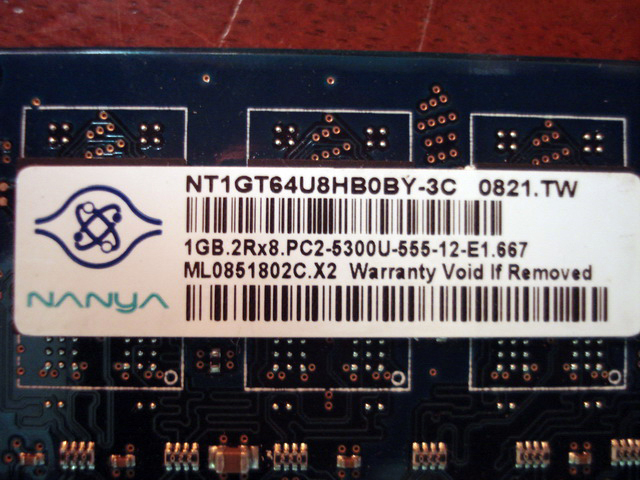 NT1GT64U8HB0BY-3C 0821.TW
1GB.2Rx8.PC2-5300U-555-12-E1.667
ML0851802C.X2 Warranty Void If Removed
NANYA